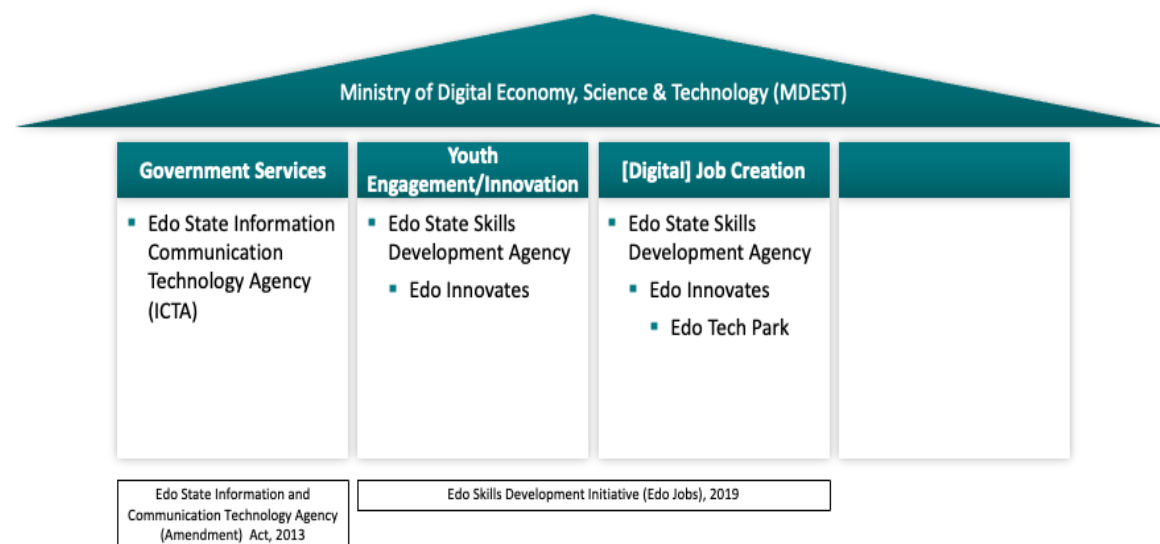 Ministry of Digital Economy, Science & Technology (MDEST)
Government Services
Youth
Engagement/Innovation
[Digital] Job Creation
Edo State Information
Communication
Technology Agency
(ICTA)
Edo State Skills
Development Agency
Edo Innovates
Edo State Skills
Development Agency
Edo Innovates
Edo Tech Park
Edo State Information and
Communication Technology Agency
(Amendment) Act, 2013
Edo Skills Development Initiative (Edo Jobs), 2019